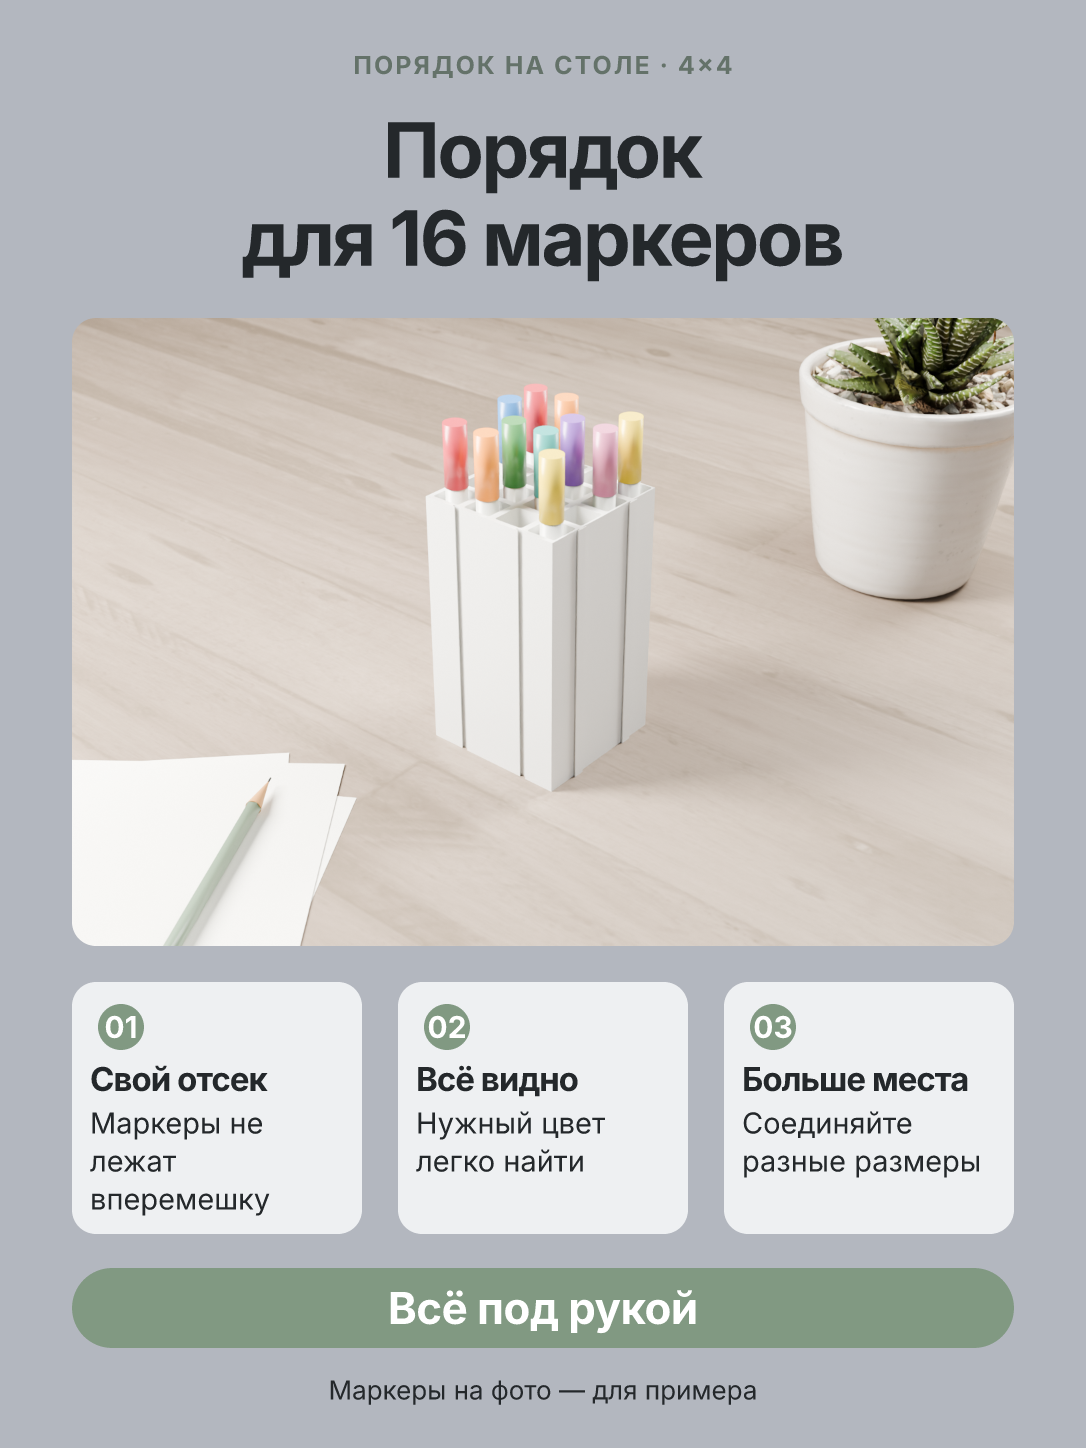 ПОРЯДОК НА СТОЛЕ · 4×4
Порядок
для 16 маркеров
01
Свой отсек
Маркеры не
лежат
вперемешку
02
Всё видно
Нужный цвет
легко найти
03
Больше места
Соединяйте
разные размеры
Всё под рукой
Маркеры на фото — для примера